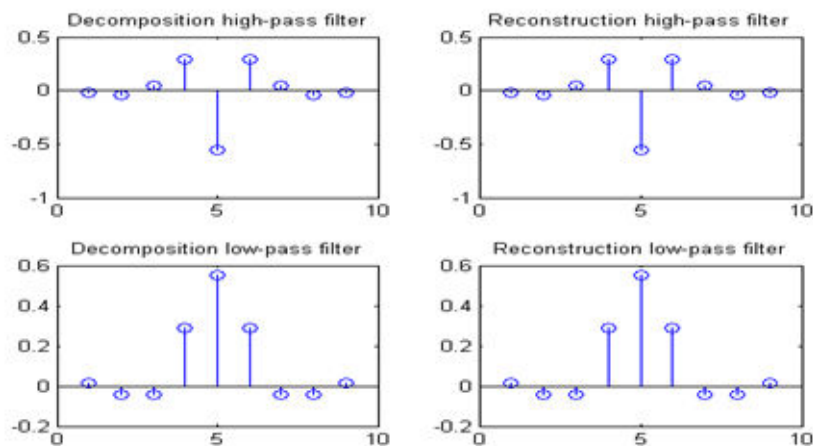 Decomposition high-pass filter
0.5
0
-0.5
-1
0 5 10
Reconstruction high-pass filter
0.5
0
-0.5
-1
0 5 10
Decomposition low-pass filter
0.6
0.4
0.2
0
-0.2
0 5 10
Reconstruction low-pass filter
0.6
0.4
0.2
0
-0.2
0 5 10